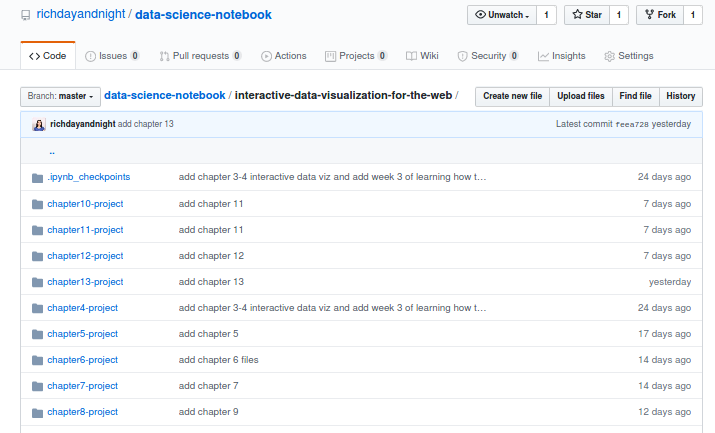 richdayandnight / data-science-notebook Unwatch 1 Star 1 Fork 1
Code Issues 0 Pull requests 0 Actions Projects 0 Wiki Security 0 Insights Settings
Branch: master data-science-notebook / interactive-data-visualization-for-the-web / Create new file Upload files Find file History
richdayandnight add chapter 13 Latest commit feea728 yesterday
..
.ipynb_checkpoints add chapter 3-4 interactive data viz and add week 3 of learning how t… 24 days ago
chapter10-project add chapter 11 7 days ago
chapter11-project add chapter 11 7 days ago
chapter12-project add chapter 12 7 days ago
chapter13-project add chapter 13 yesterday
chapter4-project add chapter 3-4 interactive data viz and add week 3 of learning how t… 24 days ago
chapter5-project add chapter 5 17 days ago
chapter6-project add chapter 6 files 14 days ago
chapter7-project add chapter 7 14 days ago
chapter8-project add chapter 9 12 days ago